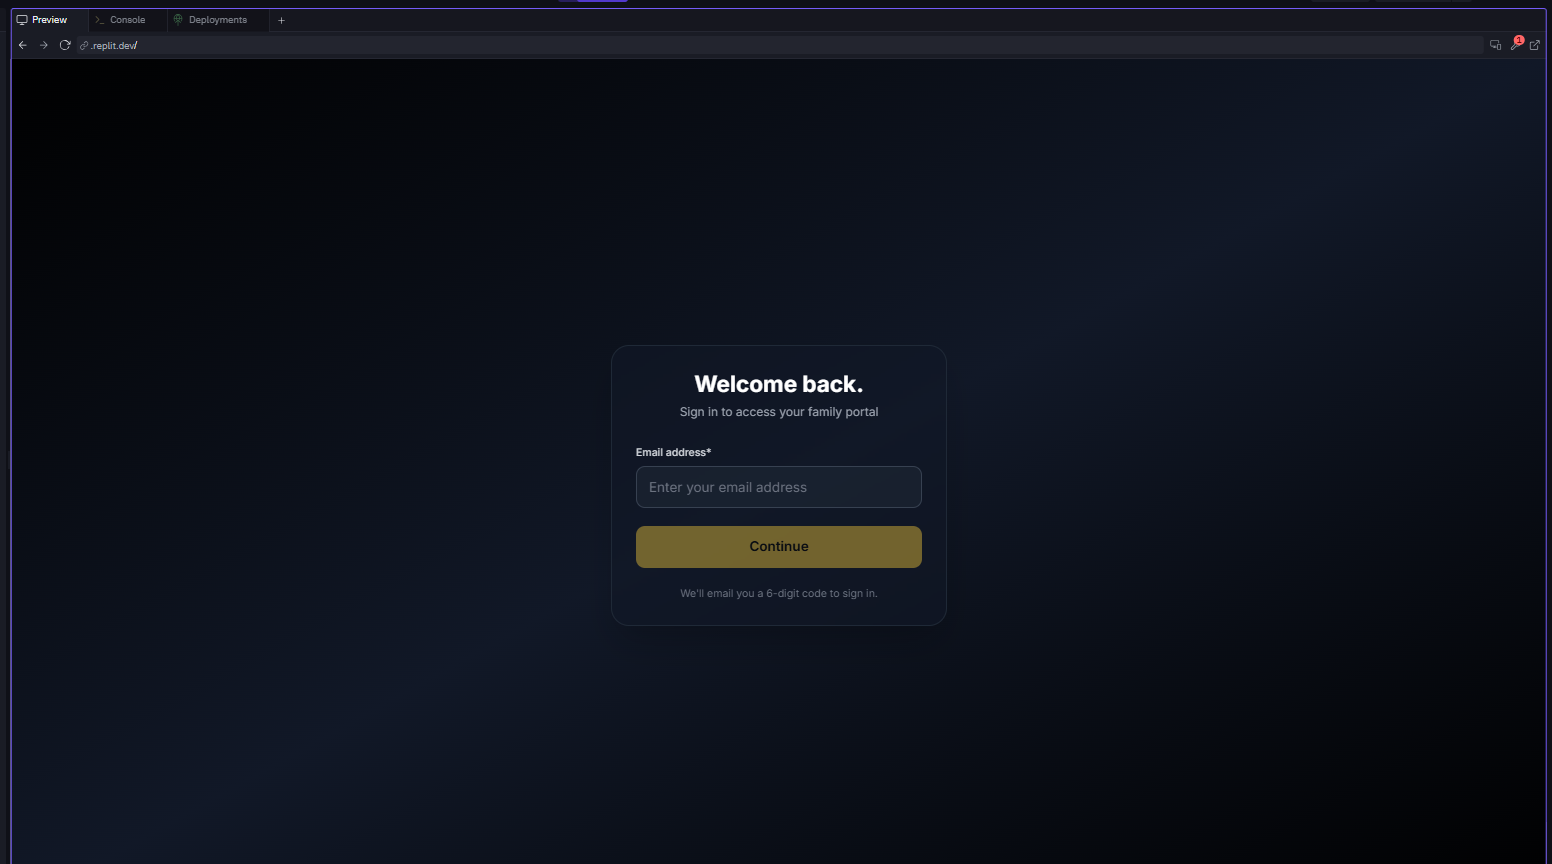 Preview
Console
Deployments
.replit.dev/
1
Welcome back.
Sign in to access your family portal
Email address*
Enter your email address
Continue
We'll email you a 6-digit code to sign in.